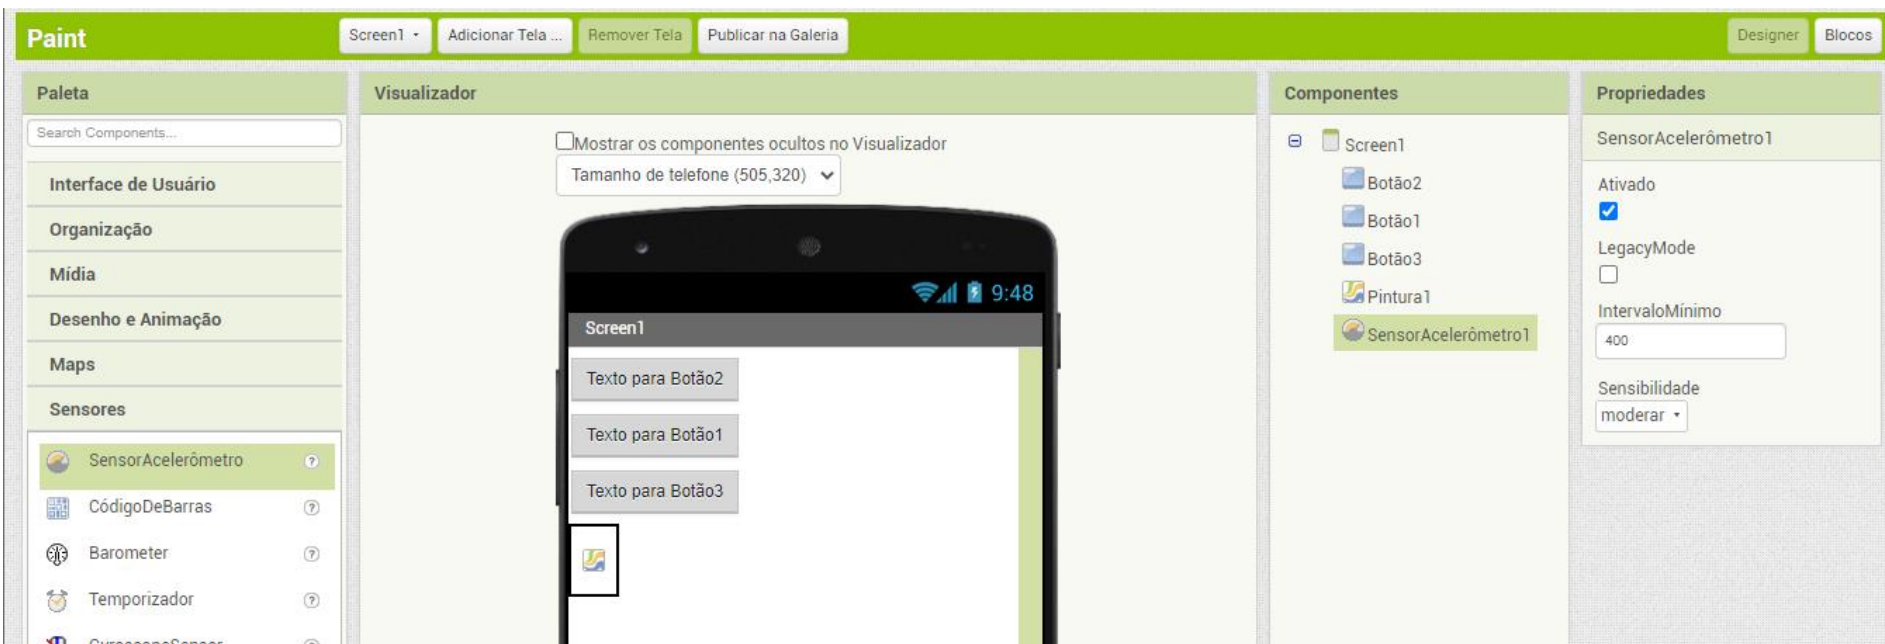 Paint
Screen1
Adicionar Tela ...
Remover Tela
Publicar na Galeria
Designer
Blocos
Paleta
Search Components...
Interface de Usuário
Organização
Mídia
Desenho e Animação
Maps
Sensores
SensorAcelerômetro
?
CódigoDeBarras
?
Barometer
?
Temporizador
?
GyroscopeSensor
Visualizador
Mostrar os componentes ocultos no Visualizador
Tamanho de telefone (505,320)
9:48
Screen1
Texto para Botão2
Texto para Botão1
Texto para Botão3
Componentes
Screen1
Botão2
Botão1
Botão3
Pintura1
SensorAcelerômetro1
Propriedades
SensorAcelerômetro1
Ativado
LegacyMode
IntervaloMínimo
400
Sensibilidade
moderar